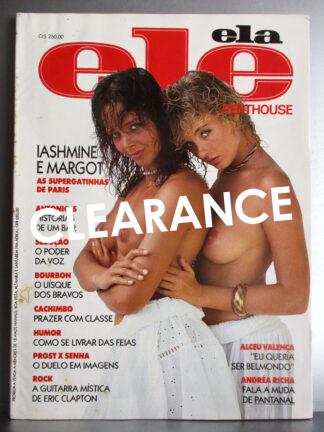 Cr$ 250,00
ela
ele
PENTHOUSE
IASHMINE
E MARGOT
AS SUPERGATINHAS
DE PARIS
HISTÓRIAS
DE UM BAR
SEDUÇÃO
O PODER
DA VOZ
CLEARANCE
BOURBON
O UÍSQUE
DOS BRAVOS
CACHIMBO
PRAZER COM CLASSE
HUMOR
COMO SE LIVRAR DAS FEIAS
PROST X SENNA
O DUELO EM IMAGENS
ROCK
A GUITARRA MÍSTICA
DE ERIC CLAPTON
ALCEU VALENÇA
"EU QUERIA
SER BELMONDO"
ANDRÉA RICHA
FALA A MUDA
DE PANTANAL